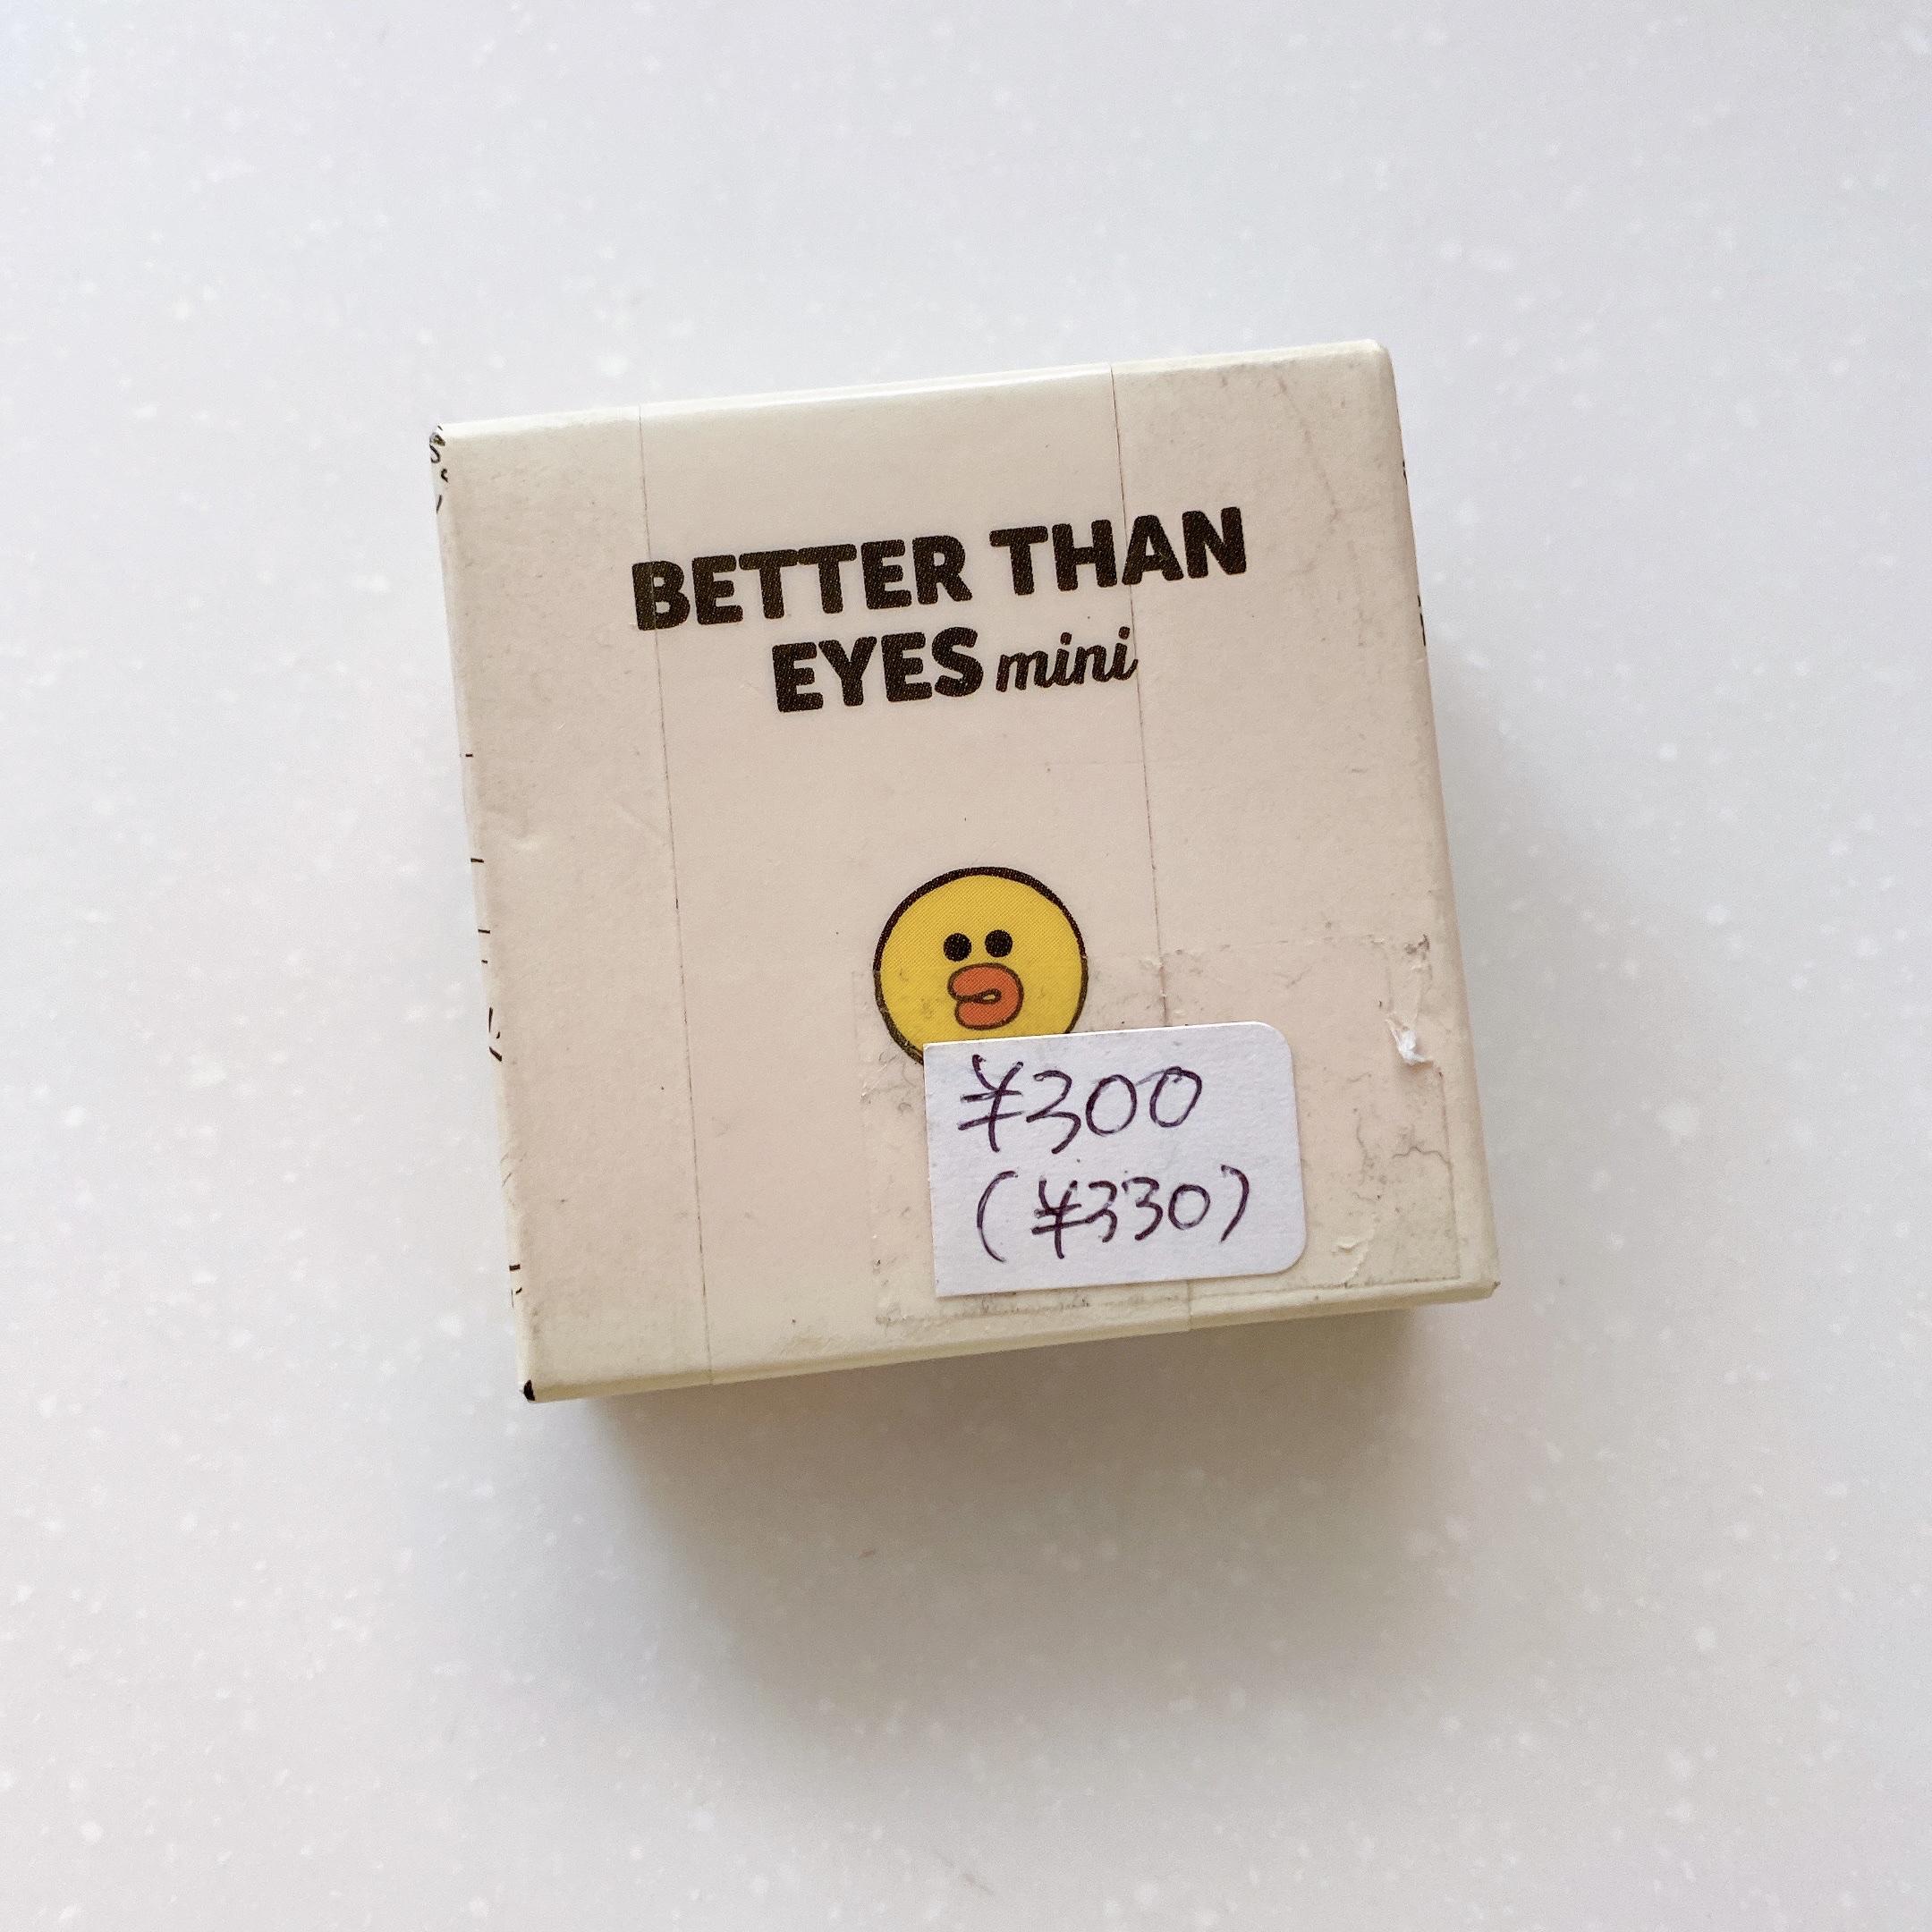 BETTER THAN
EYES mini
¥300
(¥330)